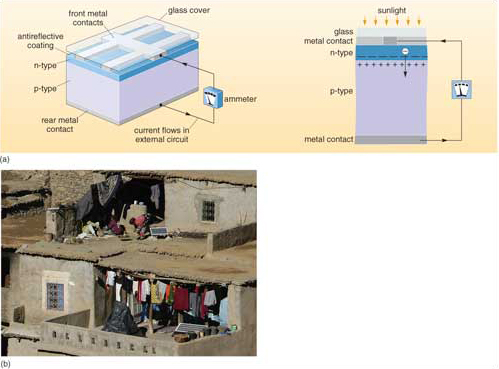 front metal
contacts
glass cover
antireflective
coating
n-type
p-type
rear metal
contact
ammeter
current flows in
external circuit
sunlight
glass
metal contact
n-type
− − − − − − − − −
+ + + + + + + + +
p-type
metal contact
(a)
(b)